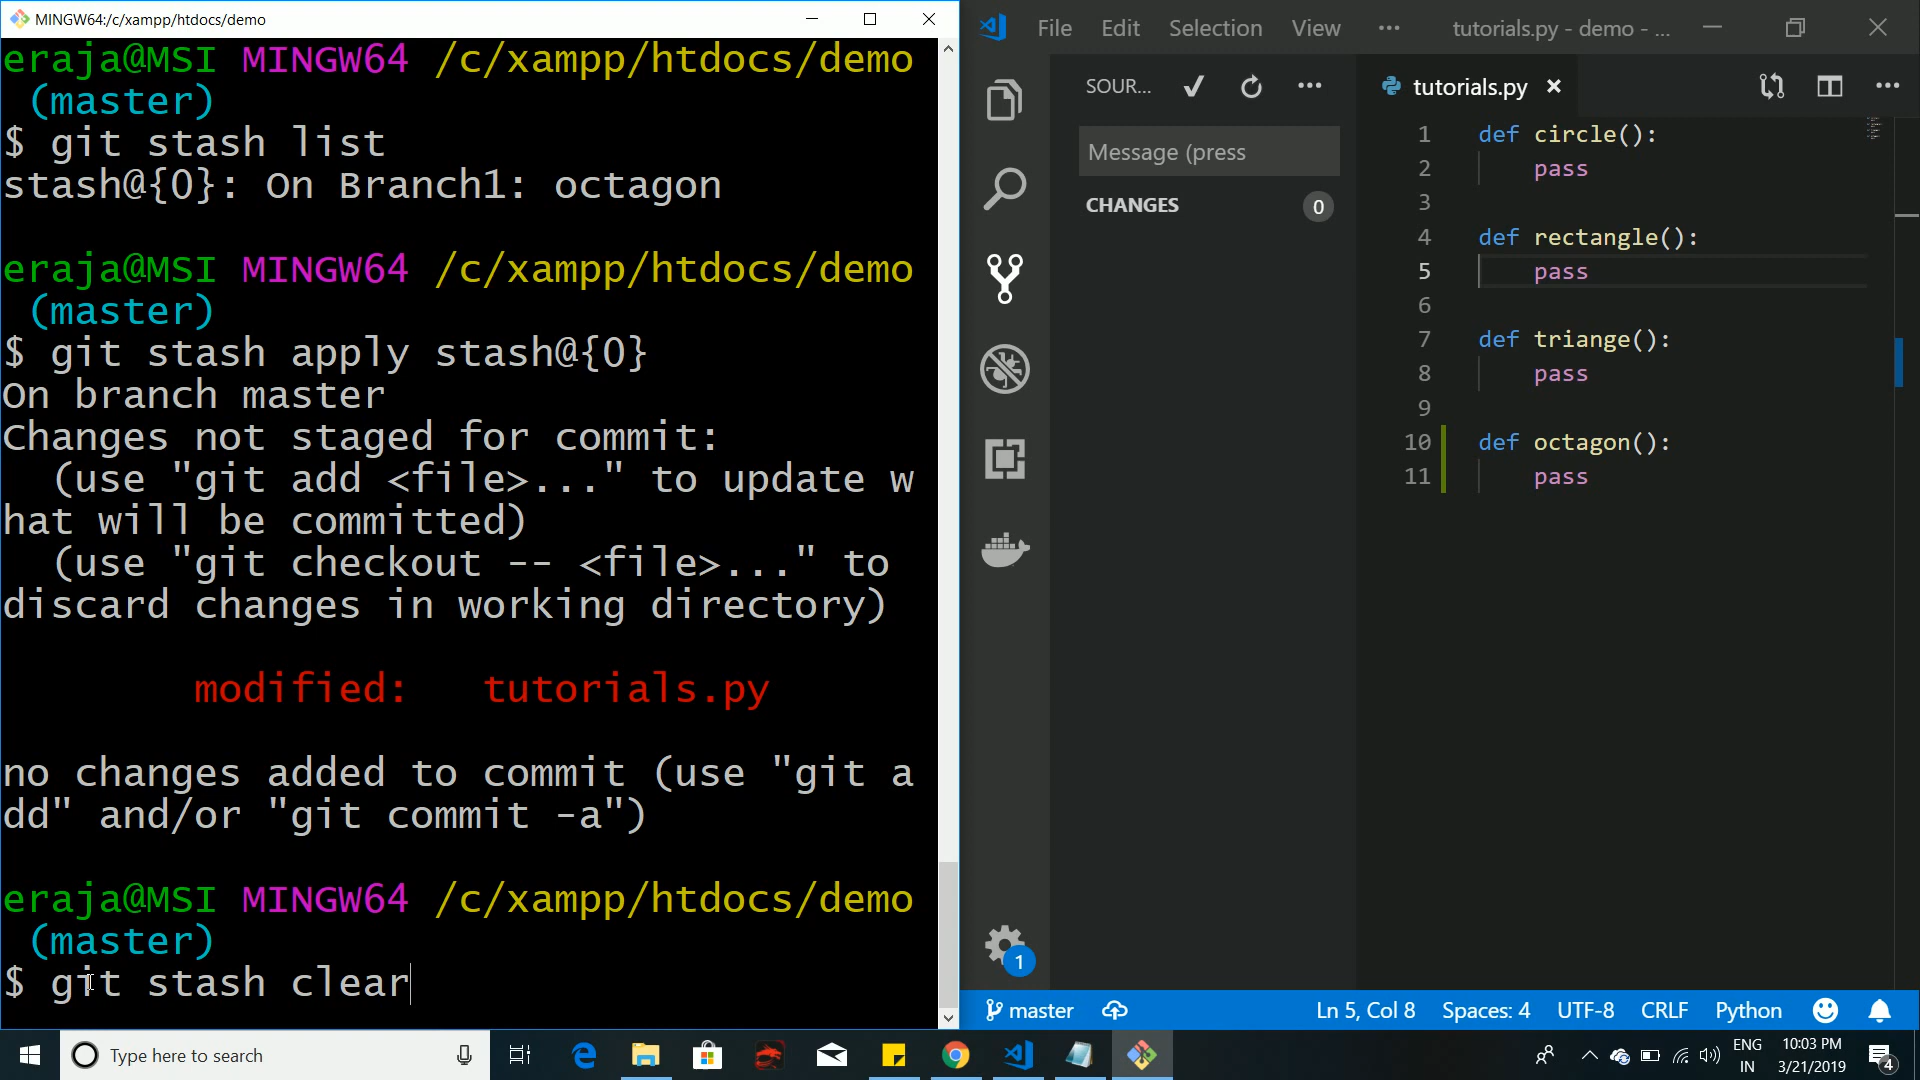 MINGW64:/c/xampp/htdocs/demo
eraja@MSI MINGW64 /c/xampp/htdocs/demo
(master)
$ git stash list
stash@{0}: On Branch1: octagon
eraja@MSI MINGW64 /c/xampp/htdocs/demo
(master)
$ git stash apply stash@{0}
On branch master
Changes not staged for commit:
(use "git add <file>..." to update w
hat will be committed)
(use "git checkout -- <file>..." to
discard changes in working directory)
modified:   tutorials.py
no changes added to commit (use "git a
dd" and/or "git commit -a")
eraja@MSI MINGW64 /c/xampp/htdocs/demo
(master)
$ git stash clear
File Edit Selection View ... tutorials.py - demo - ...
SOUR...
Message (press
CHANGES 0
tutorials.py
1 def circle():
2 pass
3
4 def rectangle():
5 pass
6
7 def triange():
8 pass
9
10 def octagon():
11 pass
1
master Ln 5, Col 8 Spaces: 4 UTF-8 CRLF Python
Type here to search
ENG
IN
10:03 PM
3/21/2019
4